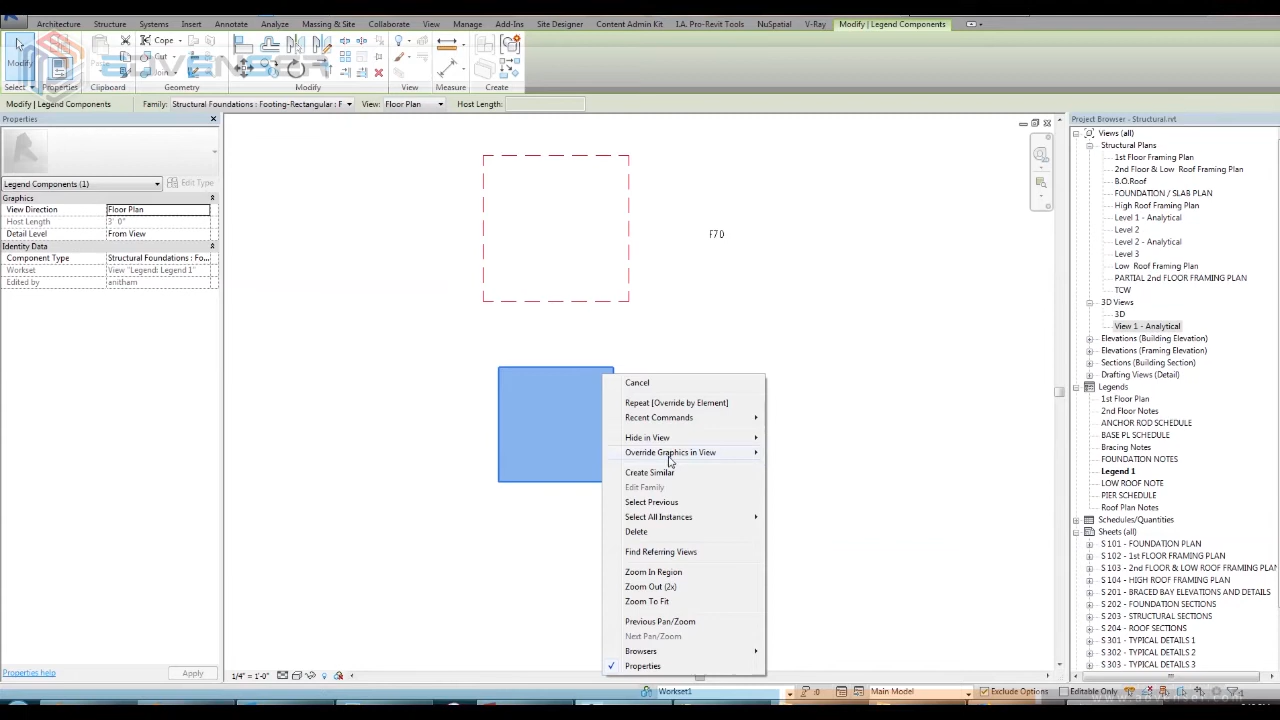 Architecture Structure Systems Insert Annotate Analyze Massing & Site Collaborate View Manage Add-Ins Site Designer Content Admin Kit I.A. Pro-Revit Tools NuSpatial V-Ray Modify | Legend Components
Modify Cope
Cut
Join
Select Properties Clipboard Geometry Modify View Measure Create
Modify | Legend Components Family: Structural Foundations : Footing-Rectangular : F View: Floor Plan Host Length:
Properties
Legend Components (1) Edit Type
Graphics
View Direction Floor Plan
Host Length 3' 0"
Detail Level From View
Identity Data
Component Type Structural Foundations : Fo...
Workset View "Legend: Legend 1"
Edited by anitham
Properties help Apply
F70
Cancel
Repeat [Override by Element]
Recent Commands
Hide in View
Override Graphics in View
Create Similar
Edit Family
Select Previous
Select All Instances
Delete
Find Referring Views
Zoom In Region
Zoom Out (2x)
Zoom To Fit
Previous Pan/Zoom
Next Pan/Zoom
Browsers
Properties
Project Browser - Structural.rvt
Views (all)
Structural Plans
1st Floor Framing Plan
2nd Floor & Low Roof Framing Plan
B.O.Roof
FOUNDATION / SLAB PLAN
High Roof Framing Plan
Level 1 - Analytical
Level 2
Level 2 - Analytical
Level 3
Low Roof Framing Plan
PARTIAL 2nd FLOOR FRAMING PLAN
TCW
3D Views
3D
View 1 - Analytical
Elevations (Building Elevation)
Elevations (Framing Elevation)
Sections (Building Section)
Drafting Views (Detail)
Legends
1st Floor Plan
2nd Floor Notes
ANCHOR ROD SCHEDULE
BASE PL SCHEDULE
Bracing Notes
FOUNDATION NOTES
Legend 1
LOW ROOF NOTE
PIER SCHEDULE
Roof Plan Notes
Schedules/Quantities
Sheets (all)
S 101 - FOUNDATION PLAN
S 102 - 1st FLOOR FRAMING PLAN
S 103 - 2nd FLOOR & LOW ROOF FRAMING PLAN
S 104 - HIGH ROOF FRAMING PLAN
S 201 - BRACED BAY ELEVATIONS AND DETAILS
S 202 - FOUNDATION SECTIONS
S 203 - STRUCTURAL SECTIONS
S 204 - ROOF SECTIONS
S 301 - TYPICAL DETAILS 1
S 302 - TYPICAL DETAILS 2
S 303 - TYPICAL DETAILS 3
1/4" = 1'-0"
Workset1 :0 Main Model Exclude Options Editable Only